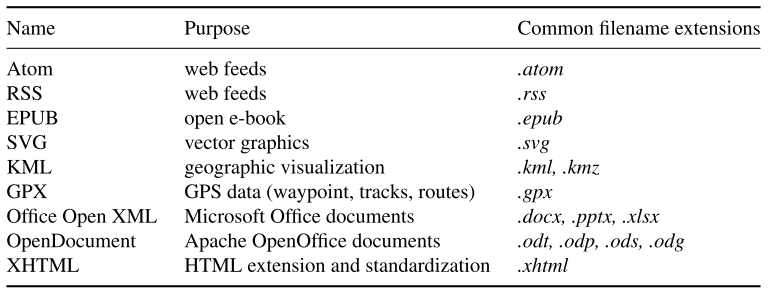 Name Purpose Common filename extensions
Atom web feeds .atom
RSS web feeds .rss
EPUB open e-book .epub
SVG vector graphics .svg
KML geographic visualization .kml, .kmz
GPX GPS data (waypoint, tracks, routes) .gpx
Office Open XML Microsoft Office documents .docx, .pptx, .xlsx
OpenDocument Apache OpenOffice documents .odt, .odp, .ods, .odg
XHTML HTML extension and standardization .xhtml